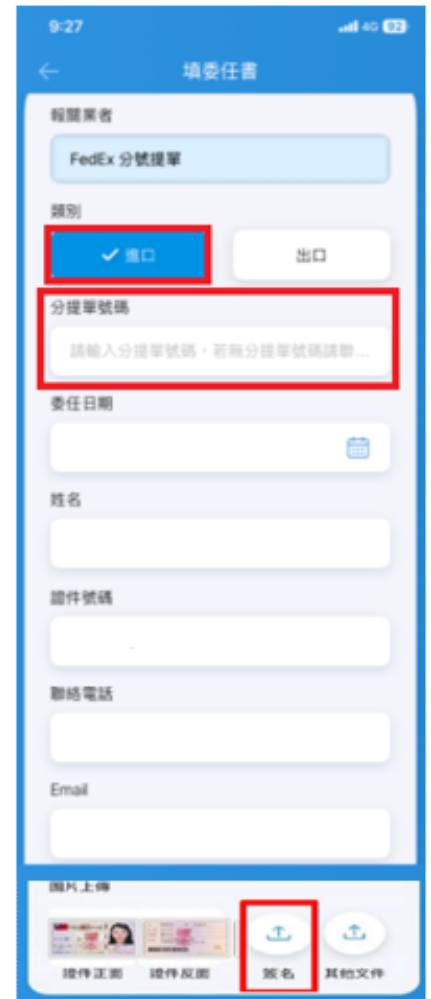 9:27
4G 92
填委任書
報關業者
FedEx 分號提單
類別
進口
出口
分提單號碼
請輸入分提單號碼，若無分提單號碼請聯...
委任日期
姓名
證件號碼
聯絡電話
Email
圖片上傳
證件正面
證件反面
簽名
其他文件